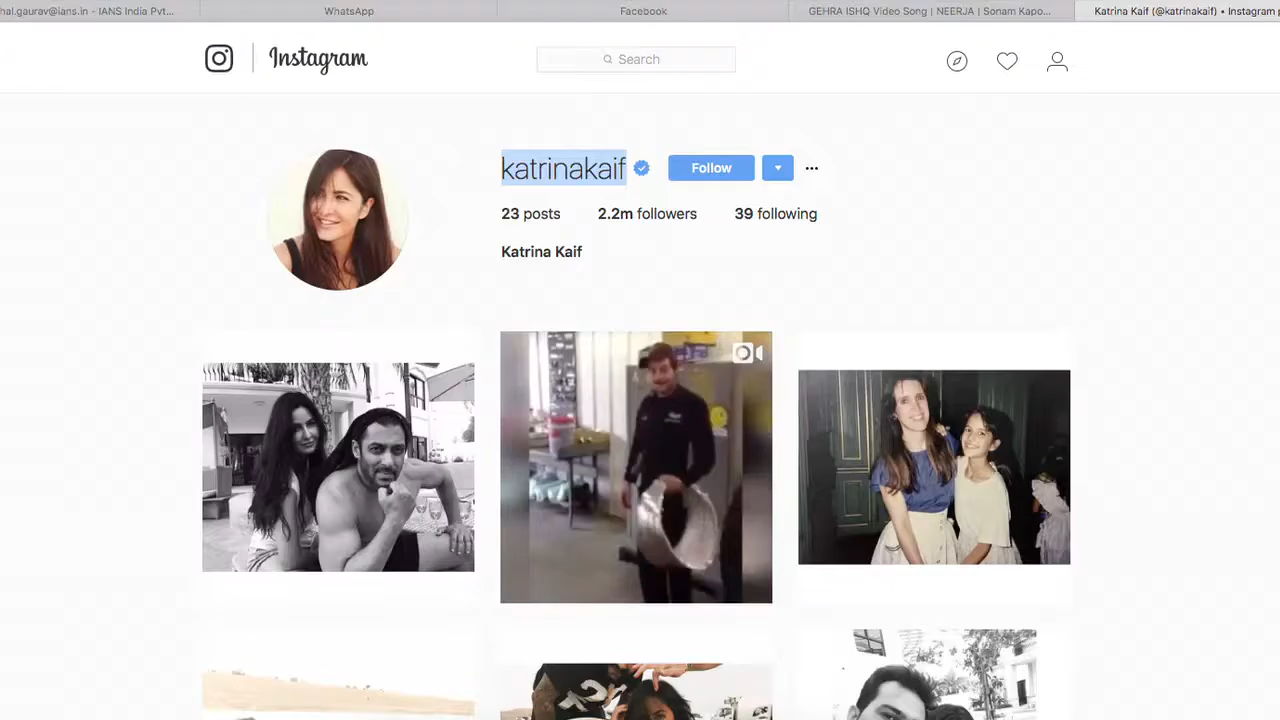 hal.gaurav@ians.in - IANS India Pvt...
WhatsApp
Facebook
GEHRA ISHQ Video Song | NEERJA | Sonam Kapo...
Katrina Kaif (@katrinakaif) • Instagram p
Instagram
Search
katrinakaif
Follow
23 posts 2.2m followers 39 following
Katrina Kaif